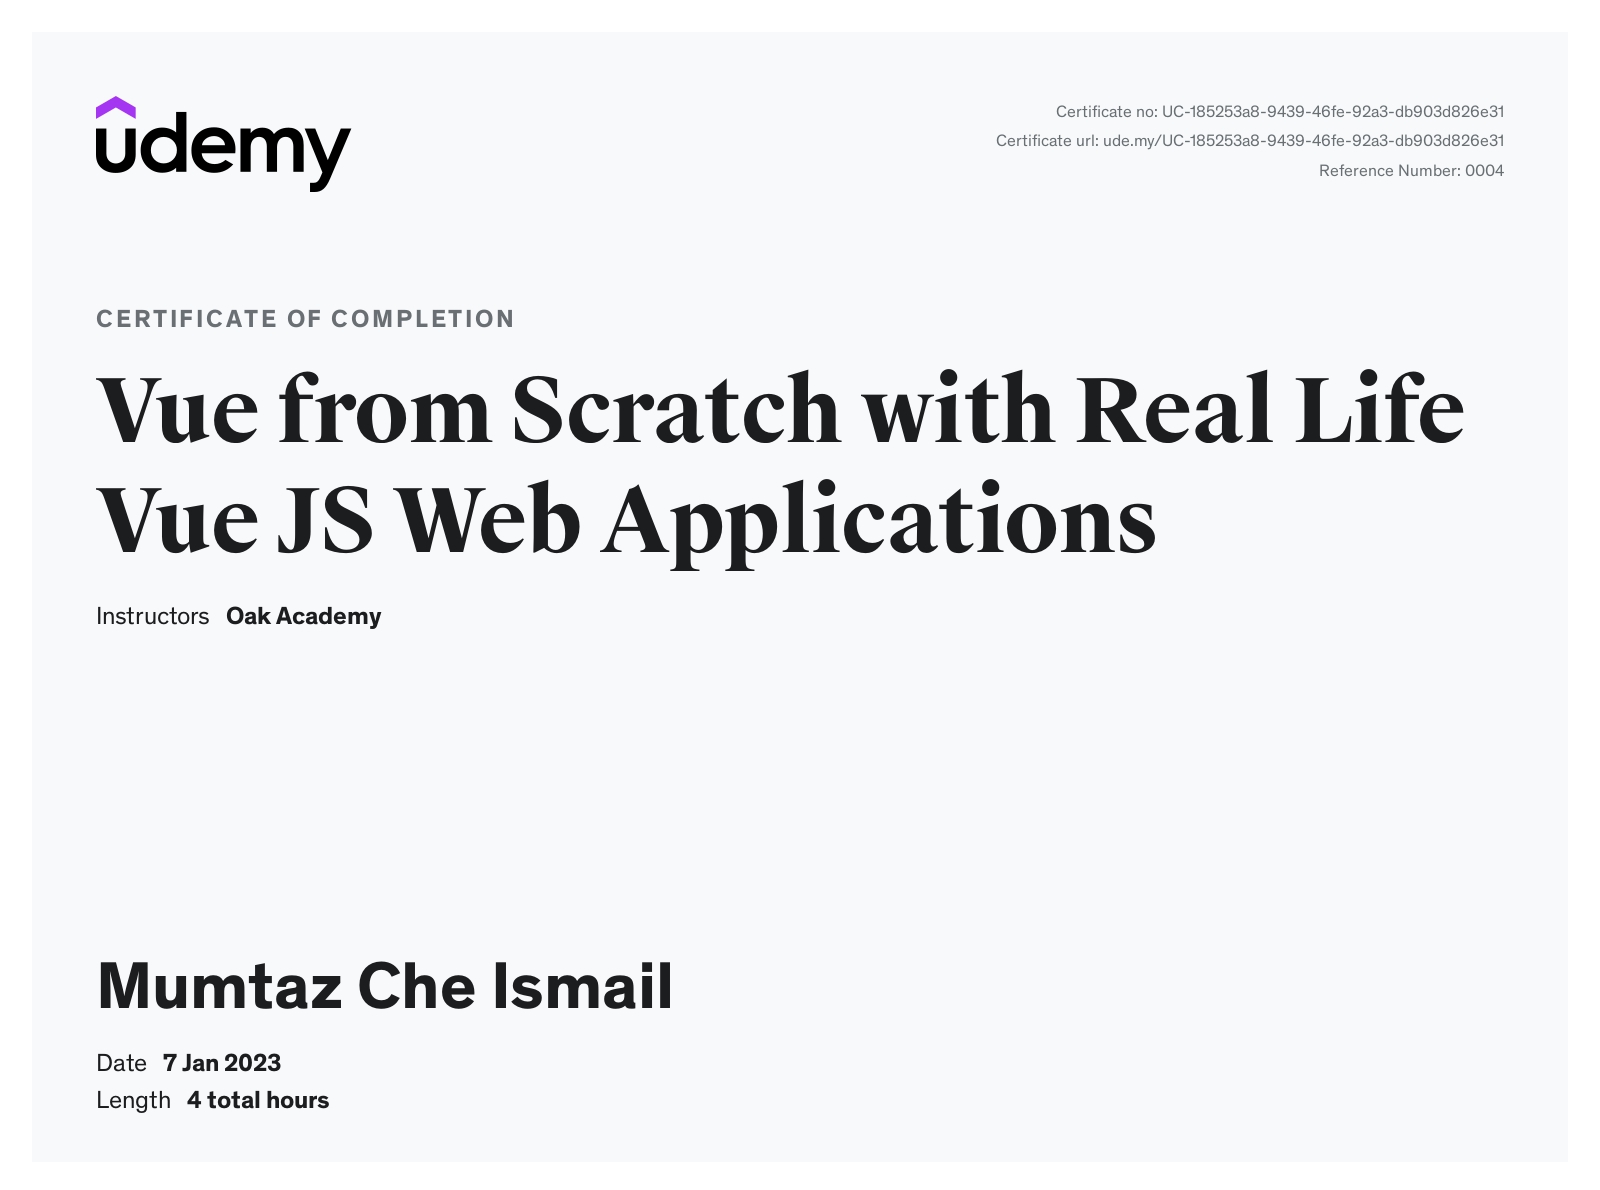 udemy
Certificate no: UC-185253a8-9439-46fe-92a3-db903d826e31
Certificate url: ude.my/UC-185253a8-9439-46fe-92a3-db903d826e31
Reference Number: 0004
CERTIFICATE OF COMPLETION
Vue from Scratch with Real Life
Vue JS Web Applications
Instructors Oak Academy
Mumtaz Che Ismail
Date 7 Jan 2023
Length 4 total hours